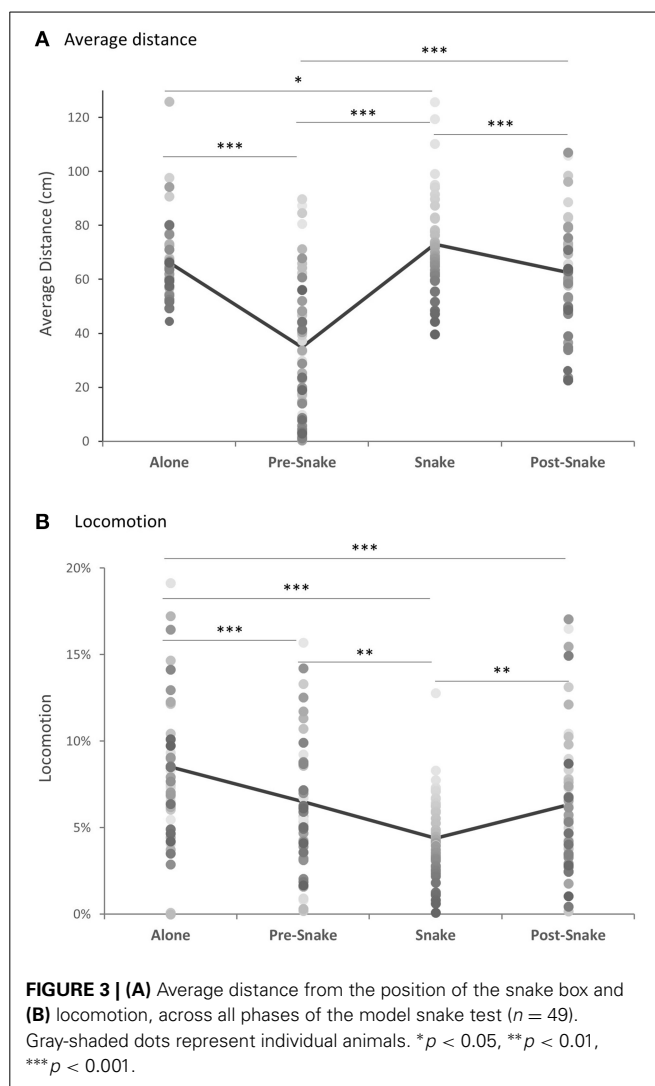 A Average distance
***
*
***
***
***
120
100
80
60
40
20
0
Average Distance (cm)
Alone Pre-Snake Snake Post-Snake
B Locomotion
***
***
***
**
**
20%
15%
10%
5%
0%
Locomotion
Alone Pre-Snake Snake Post-Snake
FIGURE 3 | (A) Average distance from the position of the snake box and
(B) locomotion, across all phases of the model snake test (n = 49).
Gray-shaded dots represent individual animals. *p < 0.05, **p < 0.01,
***p < 0.001.